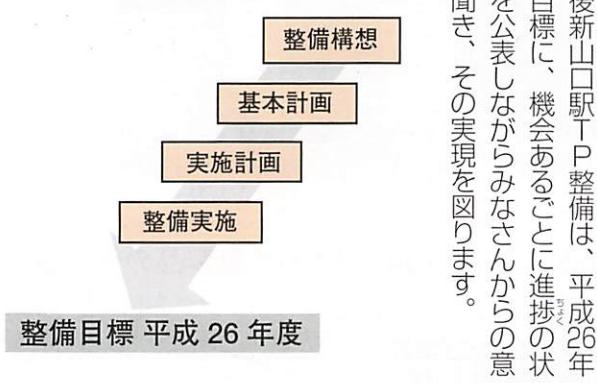 後新山口駅TP整備は、平成26年
目標に、機会あるごとに進捗の状
を公表しながらみなさんからの意
聞き、その実現を図ります。
ちょく
整備構想
基本計画
実施計画
整備実施
整備目標 平成 26 年度